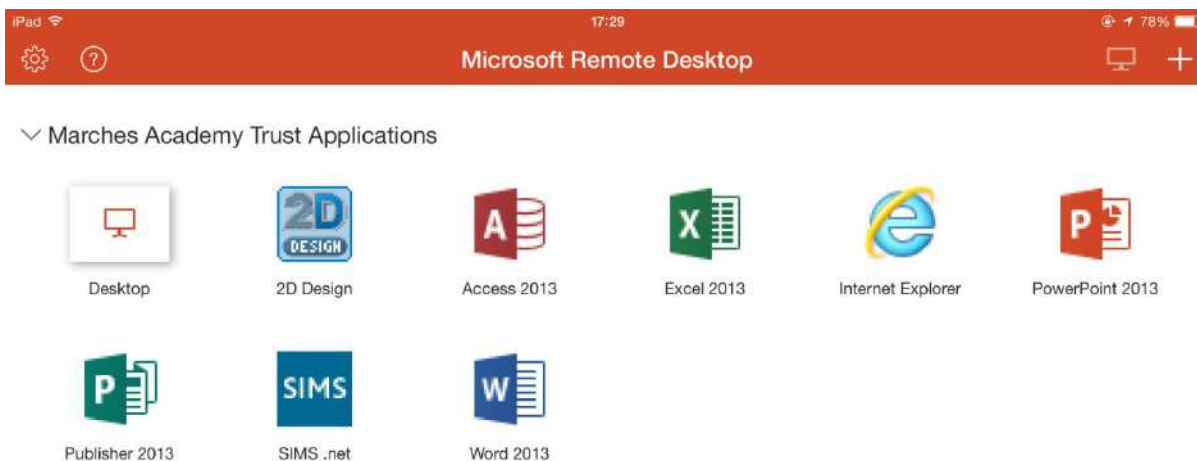 iPad 17:29 78%
? Microsoft Remote Desktop
Marches Academy Trust Applications
2D DESIGN A X P
Desktop 2D Design Access 2013 Excel 2013 Internet Explorer PowerPoint 2013
P SIMS W
Publisher 2013 SIMS .net Word 2013